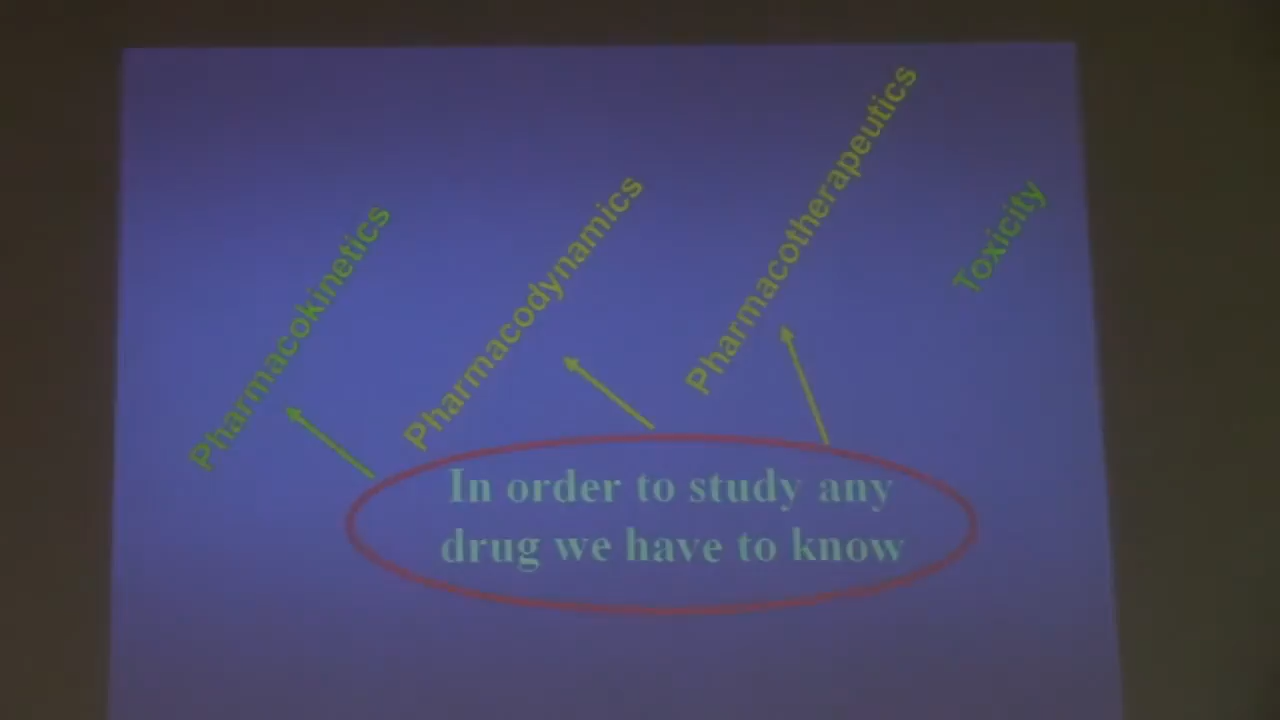 Pharmacokinetics
Pharmacodynamics
Pharmacotherapeutics
Toxicity
In order to study any
drug we have to know